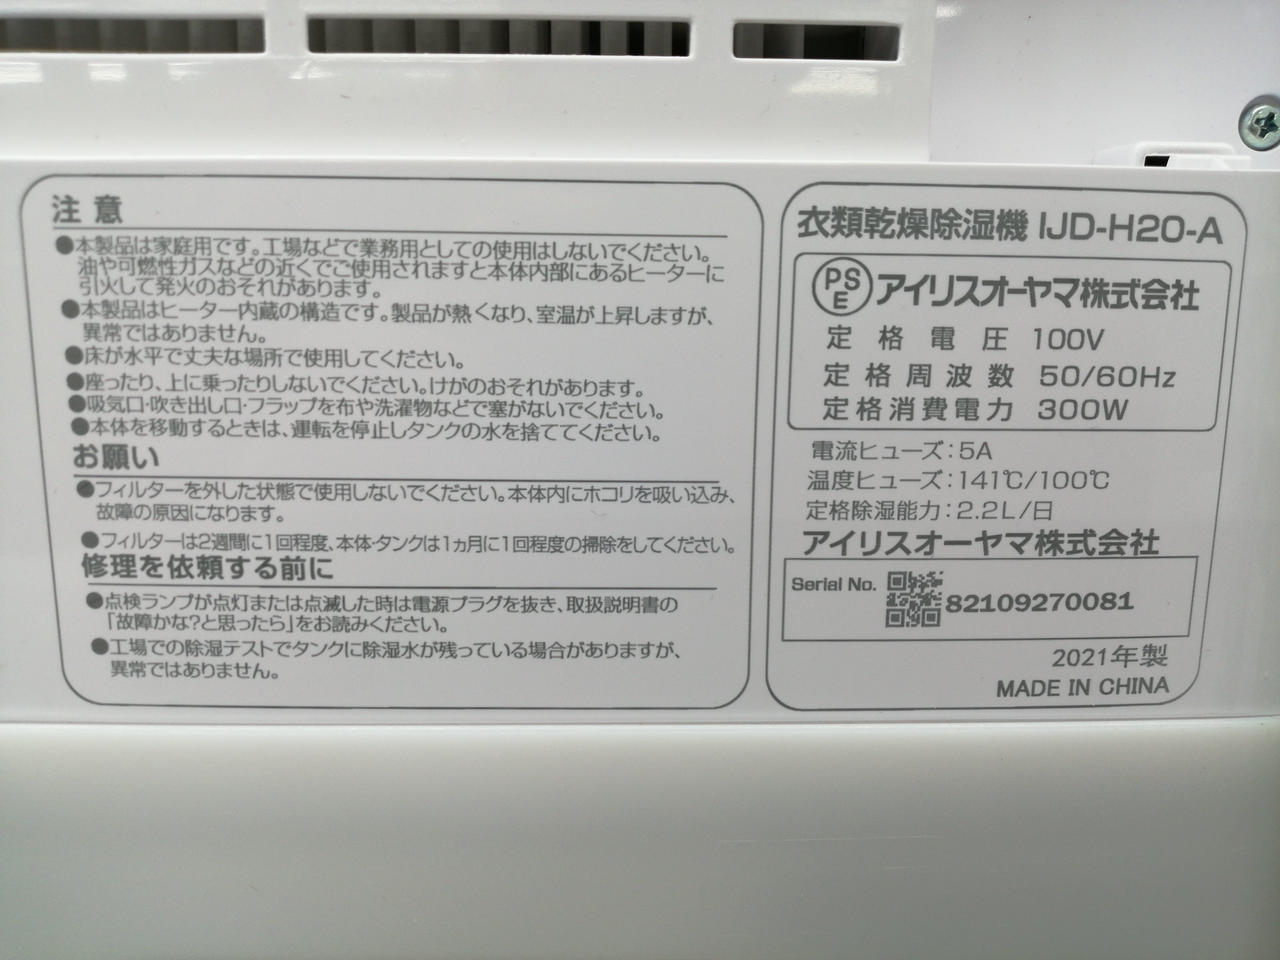 注意
●本製品は家庭用です。工場などで業務用としての使用はしないでください。
油や可燃性ガスなどの近くでご使用されますと本体内部にあるヒーターに
引火して発火のおそれがあります。
●本製品はヒーター内蔵の構造です。製品が熱くなり、室温が上昇しますが、
異常ではありません。
●床が水平で丈夫な場所で使用してください。
●座ったり、上に乗ったりしないでください。けがのおそれがあります。
●吸気口・吹き出し口・フラップを布や洗濯物などで塞がないでください。
●本体を移動するときは、運転を停止しタンクの水を捨ててください。
お願い
●フィルターを外した状態で使用しないでください。本体内にホコリを吸い込み、
故障の原因になります。
●フィルターは2週間に1回程度、本体・タンクは1ヵ月に1回程度の掃除をしてください。
修理を依頼する前に
●点検ランプが点灯または点滅した時は電源プラグを抜き、取扱説明書の
「故障かな?と思ったら」をお読みください。
●工場での除湿テストでタンクに除湿水が残っている場合がありますが、
異常ではありません。
衣類乾燥除湿機 IJD-H20-A
PSE アイリスオーヤマ株式会社
定格電圧 100V
定格周波数 50/60Hz
定格消費電力 300W
電流ヒューズ:5A
温度ヒューズ:141℃/100℃
定格除湿能力:2.2L/日
アイリスオーヤマ株式会社
Serial No. 82109270081
2021年製
MADE IN CHINA